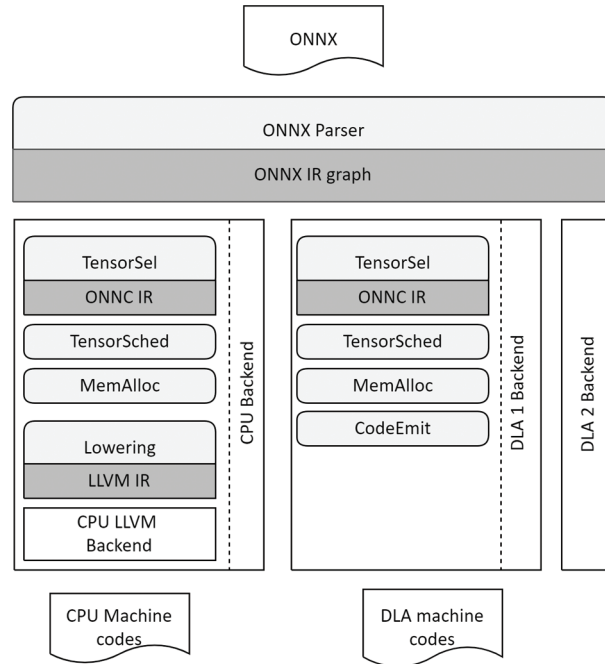 ONNX
ONNX Parser
ONNX IR graph
TensorSel
ONNC IR
TensorSched
MemAlloc
Lowering
LLVM IR
CPU LLVM
Backend
CPU Backend
TensorSel
ONNC IR
TensorSched
MemAlloc
CodeEmit
DLA 1 Backend
DLA 2 Backend
CPU Machine
codes
DLA machine
codes